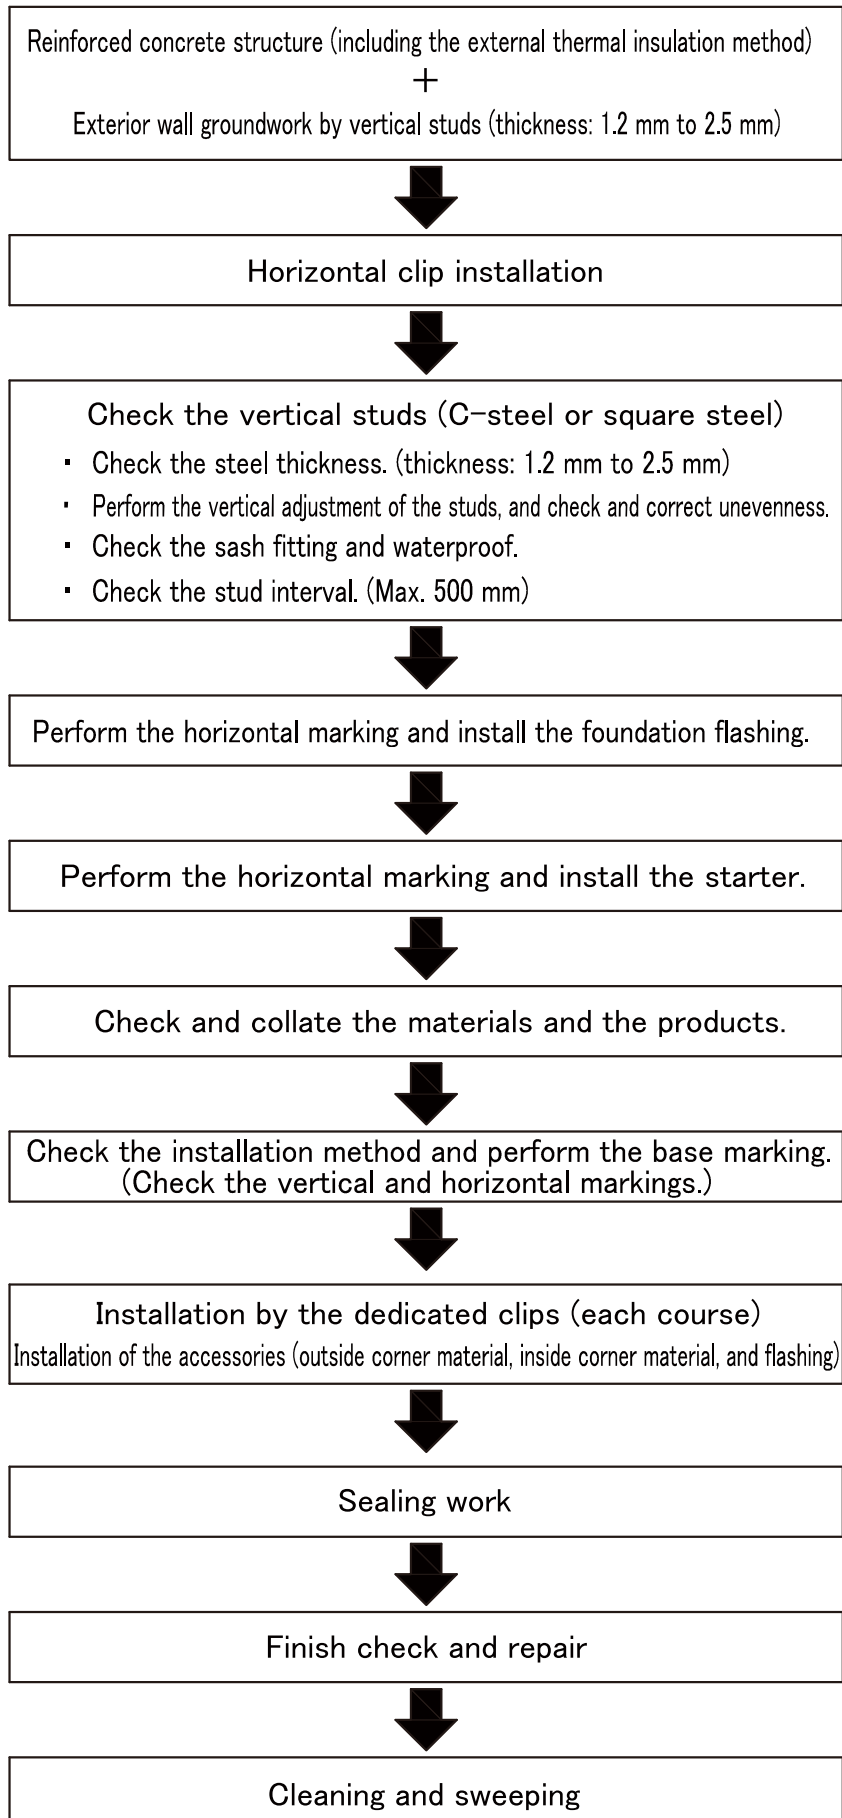 Reinforced concrete structure (including the external thermal insulation method)
+
Exterior wall groundwork by vertical studs (thickness: 1.2 mm to 2.5 mm)
Horizontal clip installation
Check the vertical studs (C-steel or square steel)
・ Check the steel thickness. (thickness: 1.2 mm to 2.5 mm)
・ Perform the vertical adjustment of the studs, and check and correct unevenness.
・ Check the sash fitting and waterproof.
・ Check the stud interval. (Max. 500 mm)
Perform the horizontal marking and install the foundation flashing.
Perform the horizontal marking and install the starter.
Check and collate the materials and the products.
Check the installation method and perform the base marking.
(Check the vertical and horizontal markings.)
Installation by the dedicated clips (each course)
Installation of the accessories (outside corner material, inside corner material, and flashing)
Sealing work
Finish check and repair
Cleaning and sweeping